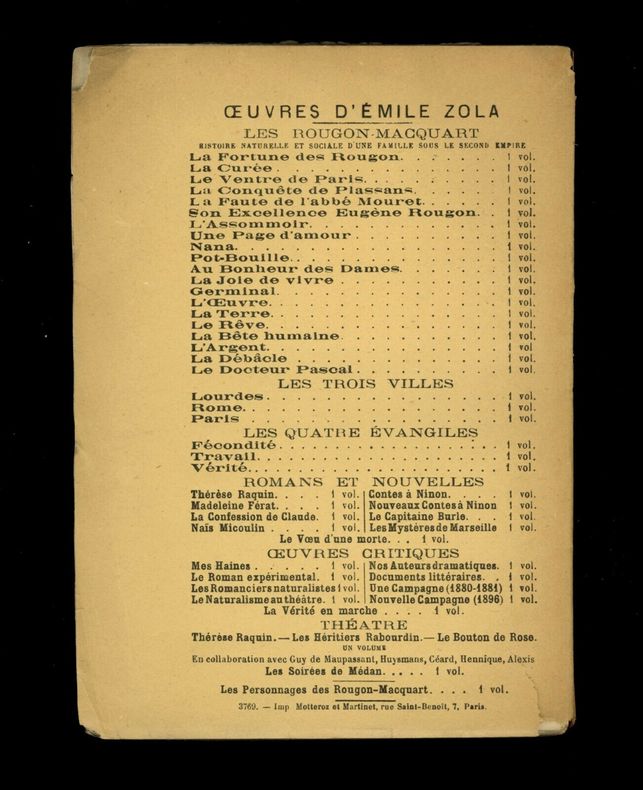 ŒUVRES D'ÉMILE ZOLA
LES ROUGON-MACQUART
HISTOIRE NATURELLE ET SOCIALE D'UNE FAMILLE SOUS LE SECOND EMPIRE
La Fortune des Rougon. . . . . . . 1 vol.
La Curée . . . . . . . . . . . . . 1 vol.
Le Ventre de Paris. . . . . . . . . 1 vol.
La Conquête de Plassans. . . . . . . 1 vol.
La Faute de l'abbé Mouret. . . . . . 1 vol.
Son Excellence Eugène Rougon. . . 1 vol.
L'Assommoir. . . . . . . . . . . . 1 vol.
Une Page d'amour . . . . . . . . . 1 vol.
Nana. . . . . . . . . . . . . . . 1 vol.
Pot-Bouille. . . . . . . . . . . . 1 vol.
Au Bonheur des Dames. . . . . . . 1 vol.
La Joie de vivre . . . . . . . . . 1 vol.
Germinal. . . . . . . . . . . . . 1 vol.
L'Œuvre. . . . . . . . . . . . . . 1 vol.
La Terre. . . . . . . . . . . . . 1 vol.
Le Rêve. . . . . . . . . . . . . . 1 vol.
La Bête humaine. . . . . . . . . . 1 vol.
L'Argent. . . . . . . . . . . . . 1 vol.
La Débâcle . . . . . . . . . . . . 1 vol.
Le Docteur Pascal . . . . . . . . . 1 vol.
LES TROIS VILLES
Lourdes. . . . . . . . . . . . . . 1 vol.
Rome. . . . . . . . . . . . . . . 1 vol.
Paris . . . . . . . . . . . . . . 1 vol.
LES QUATRE ÉVANGILES
Fécondité. . . . . . . . . . . . . 1 vol.
Travail. . . . . . . . . . . . . . 1 vol.
Vérité. . . . . . . . . . . . . . 1 vol.
ROMANS ET NOUVELLES
Thérèse Raquin. . . . 1 vol. | Contes à Ninon. . . . 1 vol.
Madeleine Férat. . . . 1 vol. | Nouveaux Contes à Ninon 1 vol.
La Confession de Claude. 1 vol. | Le Capitaine Burle. . . 1 vol.
Naïs Micoulin . . . . 1 vol. | Les Mystères de Marseille 1 vol.
Le Vœu d'une morte. . . 1 vol.
ŒUVRES CRITIQUES
Mes Haines . . . . . 1 vol. | Nos Auteurs dramatiques. 1 vol.
Le Roman expérimental. 1 vol. | Documents littéraires. . 1 vol.
Les Romanciers naturalistes 1 vol. | Une Campagne (1880-1881) 1 vol.
Le Naturalisme au théâtre. 1 vol. | Nouvelle Campagne (1896) 1 vol.
La Vérité en marche . . . . 1 vol.
THÉATRE
Thérèse Raquin. — Les Héritiers Rabourdin. — Le Bouton de Rose.
UN VOLUME
En collaboration avec Guy de Maupassant, Huysmans, Céard, Hennique, Alexis
Les Soirées de Médan. . . . . 1 vol.
Les Personnages des Rougon-Macquart. . . . 1 vol.
3769. — Imp. Motteroz et Martinet, rue Saint-Benoît, 7, Paris.